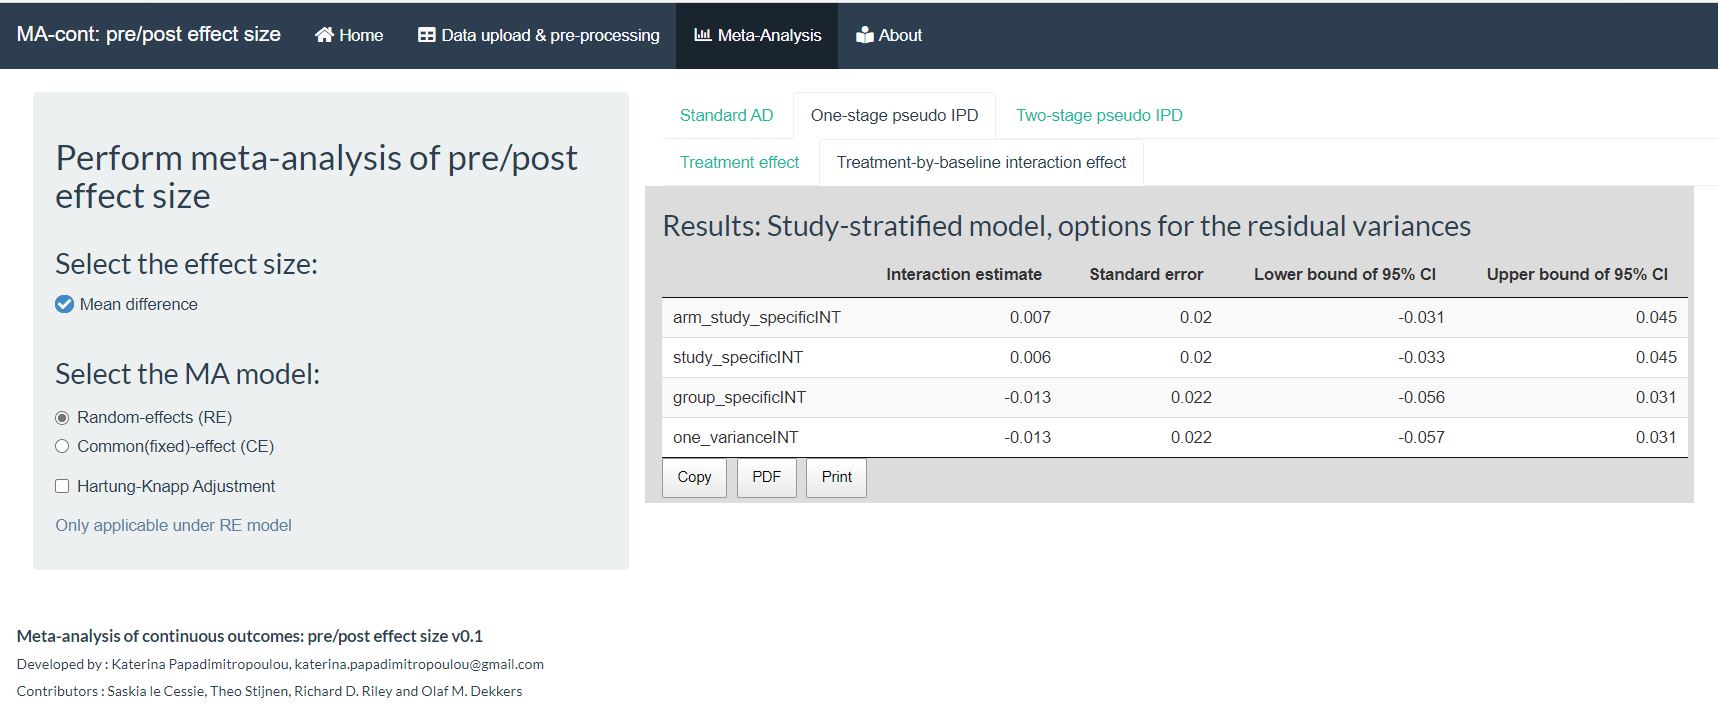 MA-cont: pre/post effect size Home Data upload & pre-processing Meta-Analysis About
Perform meta-analysis of pre/post
effect size
Select the effect size:
Mean difference
Select the MA model:
Random-effects (RE)
Common(fixed)-effect (CE)
Hartung-Knapp Adjustment
Only applicable under RE model
Standard AD One-stage pseudo IPD Two-stage pseudo IPD
Treatment effect Treatment-by-baseline interaction effect
Results: Study-stratified model, options for the residual variances
Interaction estimate Standard error Lower bound of 95% CI Upper bound of 95% CI
arm_study_specificINT 0.007 0.02 -0.031 0.045
study_specificINT 0.006 0.02 -0.033 0.045
group_specificINT -0.013 0.022 -0.056 0.031
one_varianceINT -0.013 0.022 -0.057 0.031
Copy PDF Print
Meta-analysis of continuous outcomes: pre/post effect size v0.1
Developed by : Katerina Papadimitropoulou, katerina.papadimitropoulou@gmail.com
Contributors : Saskia le Cessie, Theo Stijnen, Richard D. Riley and Olaf M. Dekkers